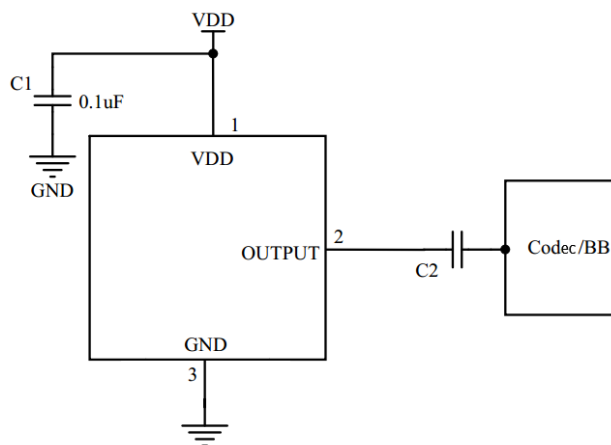 VDD
C1
0.1uF
GND
1
VDD
OUTPUT
2
C2
Codec/BB
GND
3